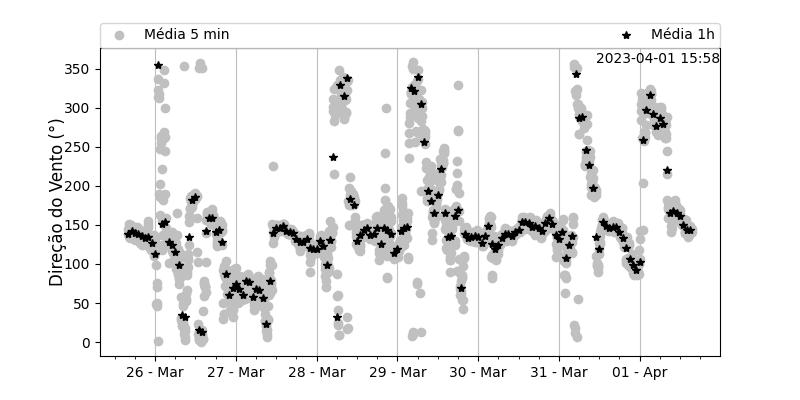 Média 5 min
Média 1h
2023-04-01 15:58
Direção do Vento (°)
350
300
250
200
150
100
50
0
26 - Mar
27 - Mar
28 - Mar
29 - Mar
30 - Mar
31 - Mar
01 - Apr